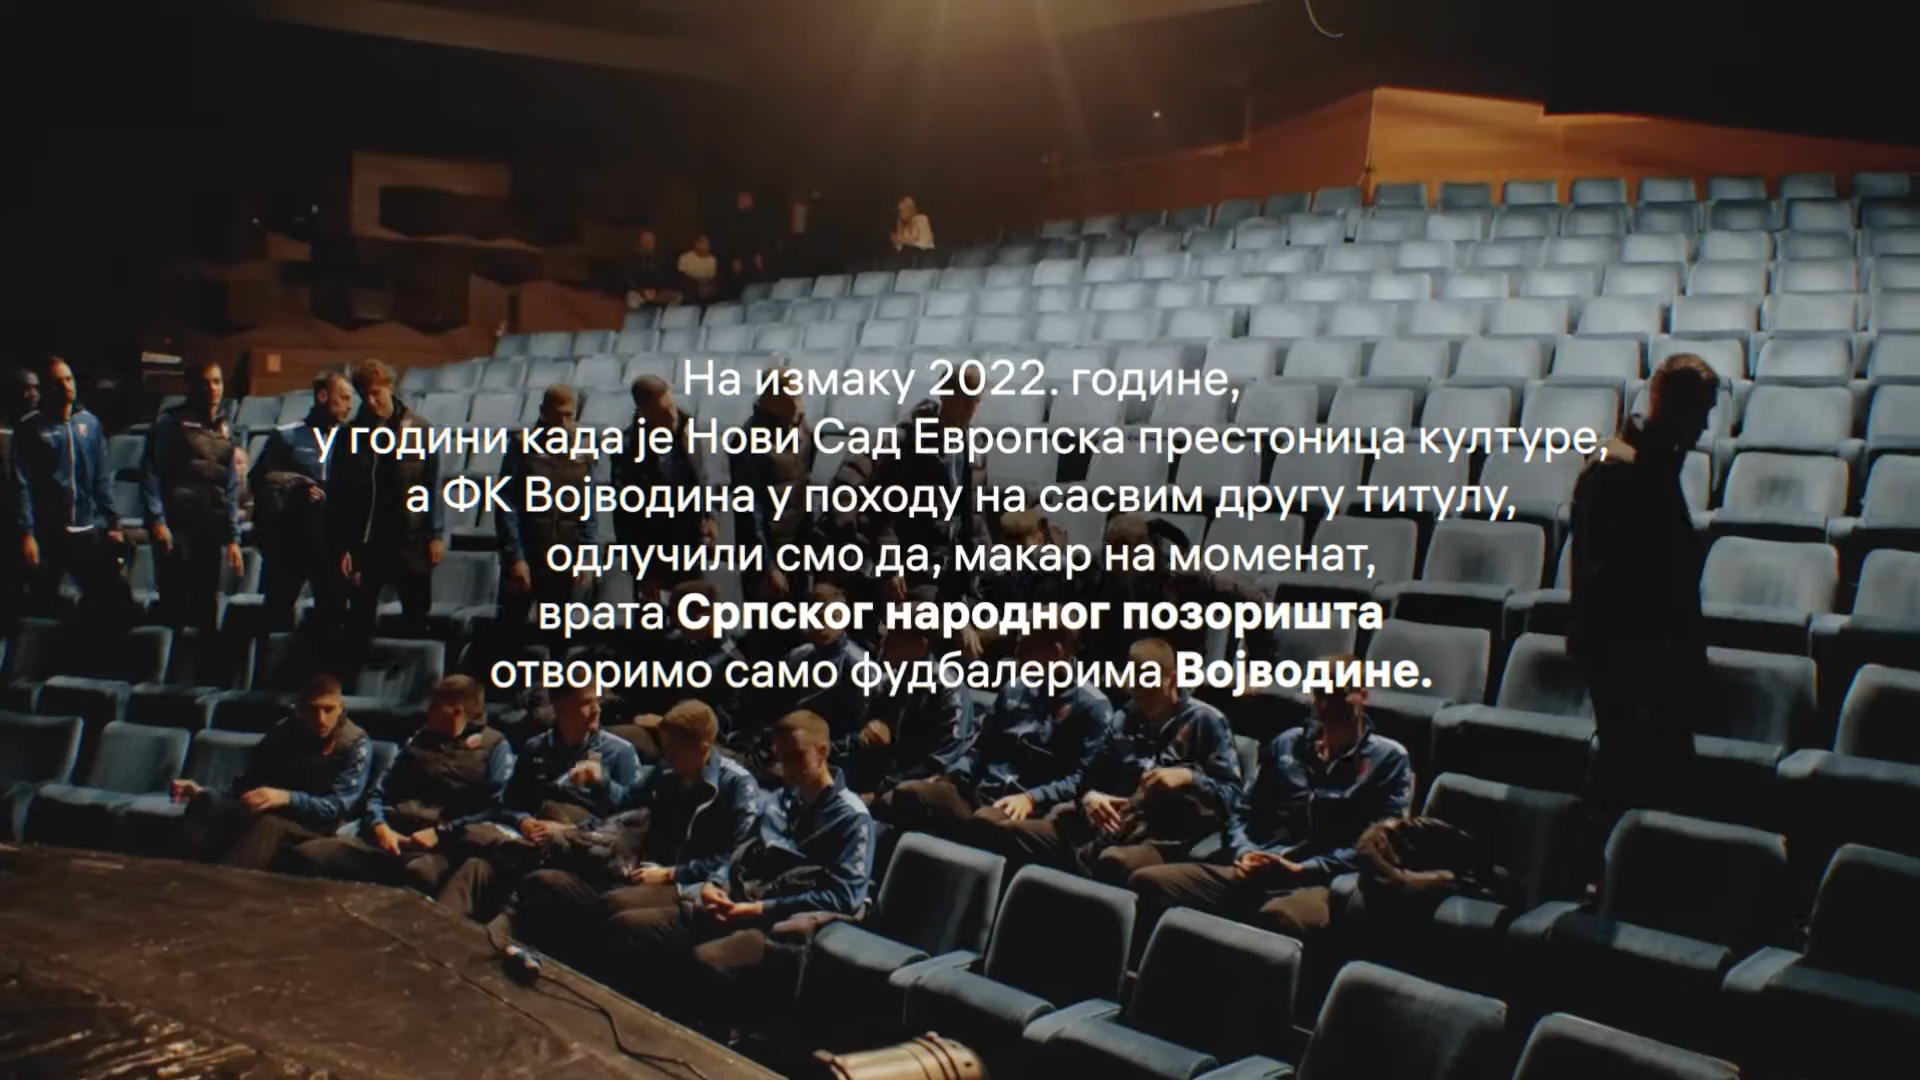 На измаку 2022. године,
у години када је Нови Сад Европска престоница културе,
а ФК Војводина у походу на сасвим другу титулу,
одлучили смо да, макар на моменат,
врата Српског народног позоришта
отворимо само фудбалерима Војводине.